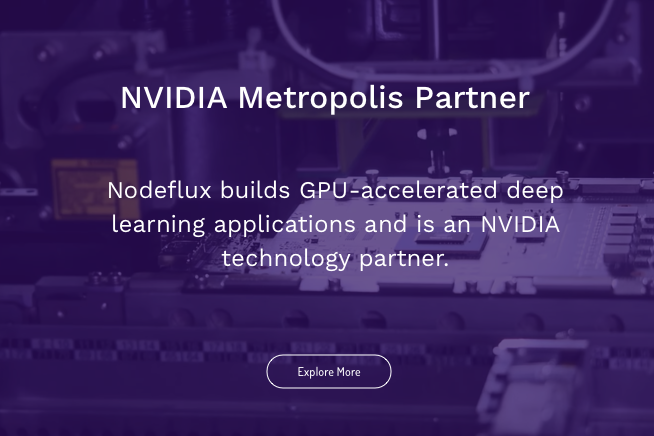 NVIDIA Metropolis Partner
Nodeflux builds GPU-accelerated deep
learning applications and is an NVIDIA
technology partner.
Explore More